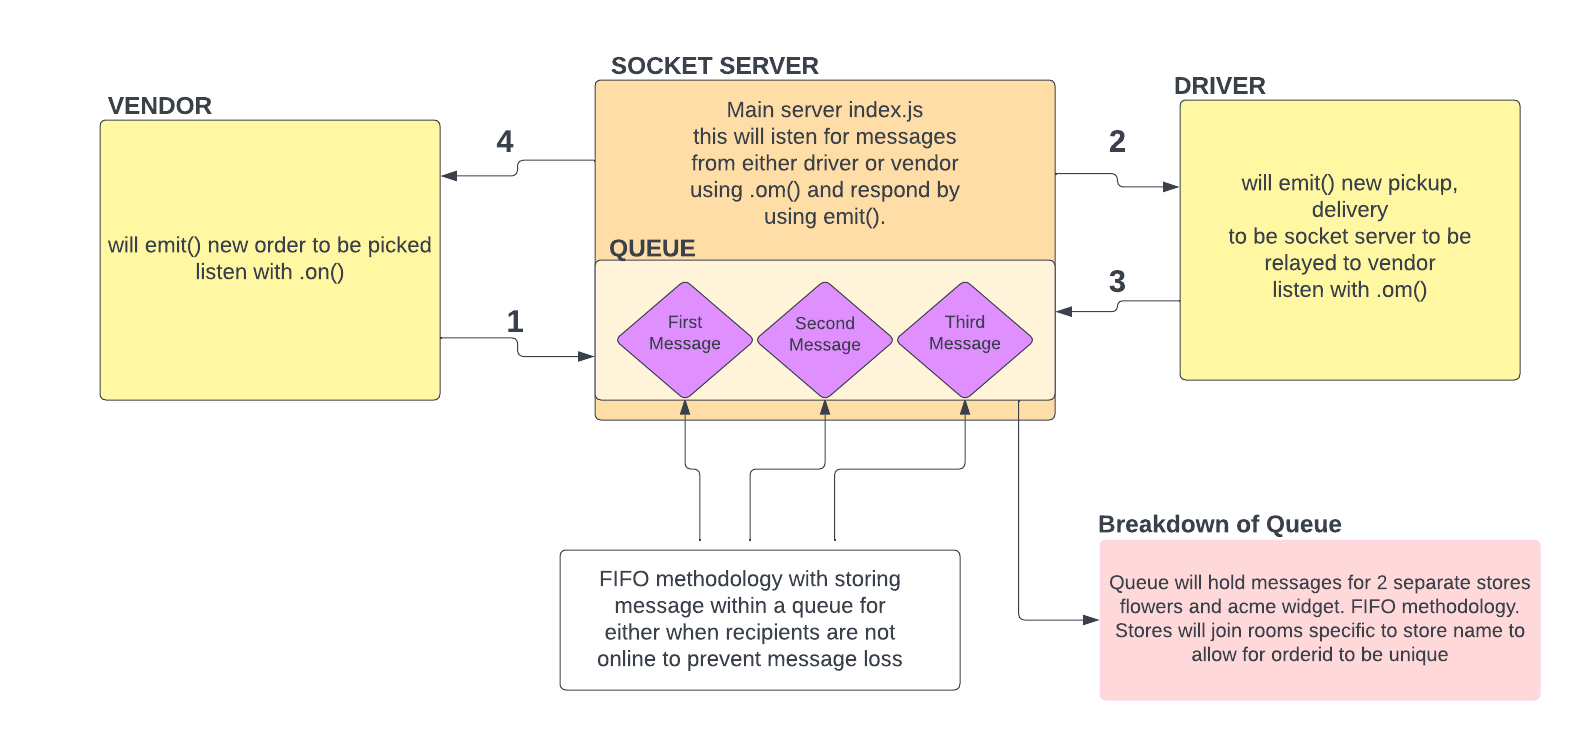 SOCKET SERVER
VENDOR
DRIVER
4
2
Main server index.js
this will isten for messages
from either driver or vendor
using .om() and respond by
using emit().
will emit() new order to be picked
listen with .on()
will emit() new pickup,
delivery
to be socket server to be
relayed to vendor
listen with .om()
QUEUE
1
3
First
Message
Second
Message
Third
Message
FIFO methodology with storing
message within a queue for
either when recipients are not
online to prevent message loss
Breakdown of Queue
Queue will hold messages for 2 separate stores
flowers and acme widget. FIFO methodology.
Stores will join rooms specific to store name to
allow for orderid to be unique